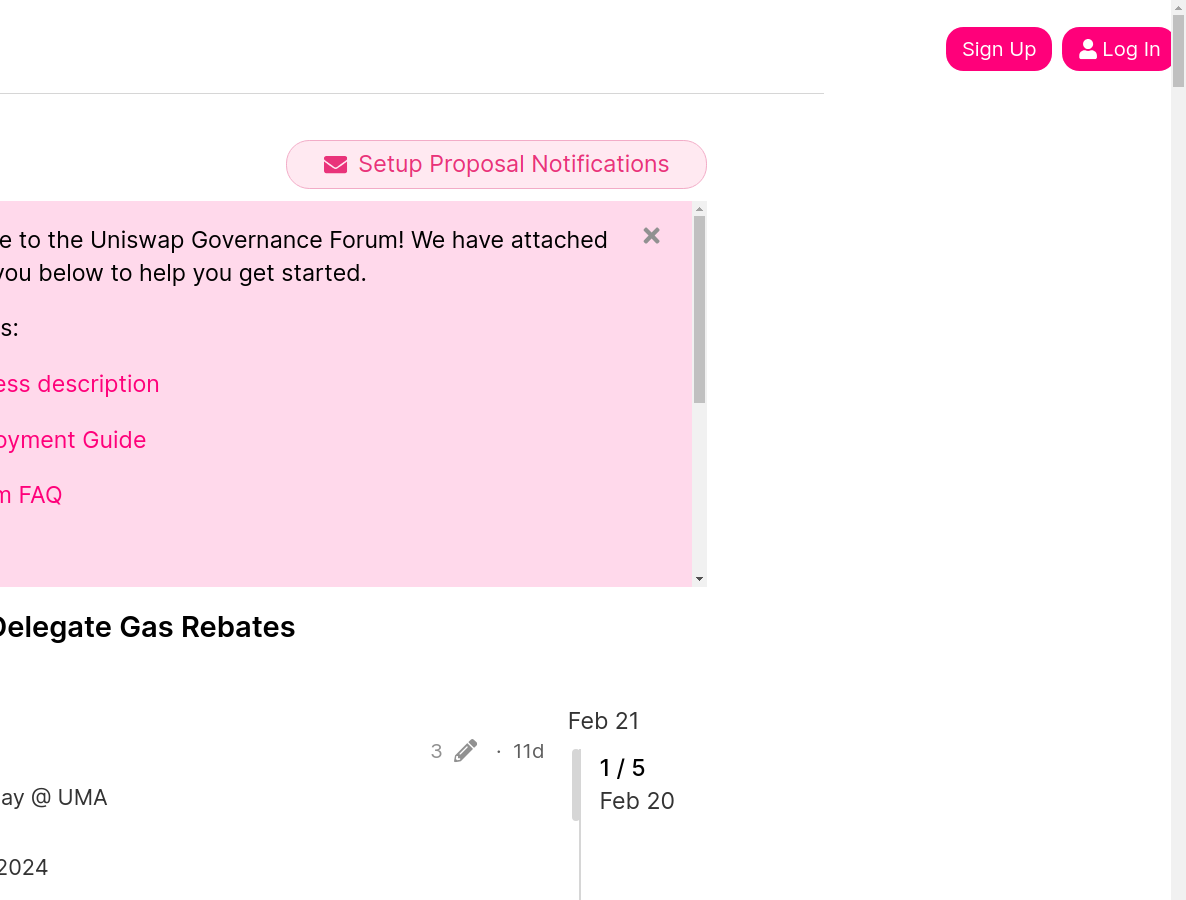 Sign Up
Log In
Setup Proposal Notifications
e to the Uniswap Governance Forum! We have attached
you below to help you get started.
s:
ess description
oyment Guide
m FAQ
Delegate Gas Rebates
Feb 21
3 · 11d
1 / 5
Feb 20
ay @ UMA
2024